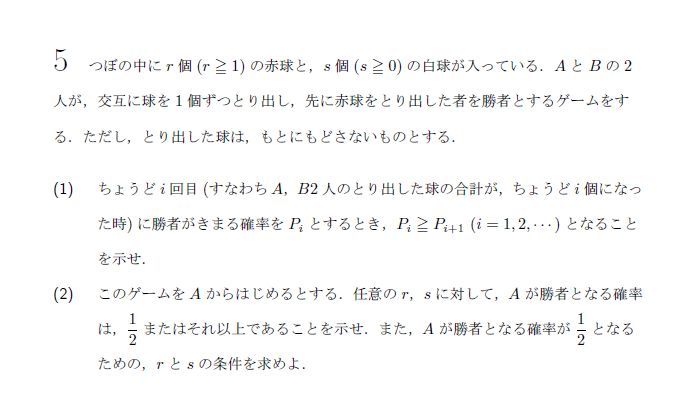 5 つぼの中に r 個 (r ≧ 1) の赤球と，s 個 (s ≧ 0) の白球が入っている．A と B の 2
人が，交互に球を 1 個ずつとり出し，先に赤球をとり出した者を勝者とするゲームをす
る．ただし，とり出した球は，もとにもどさないものとする．
(1) ちょうど i 回目 (すなわち A，B2 人のとり出した球の合計が，ちょうど i 個になっ
た時) に勝者がきまる確率を P_i とするとき，P_i ≧ P_{i+1} (i = 1, 2, ⋯) となること
を示せ．
(2) このゲームを A からはじめるとする．任意の r，s に対して，A が勝者となる確率
は，1/2 またはそれ以上であることを示せ．また，A が勝者となる確率が 1/2 となる
ための，r と s の条件を求めよ．